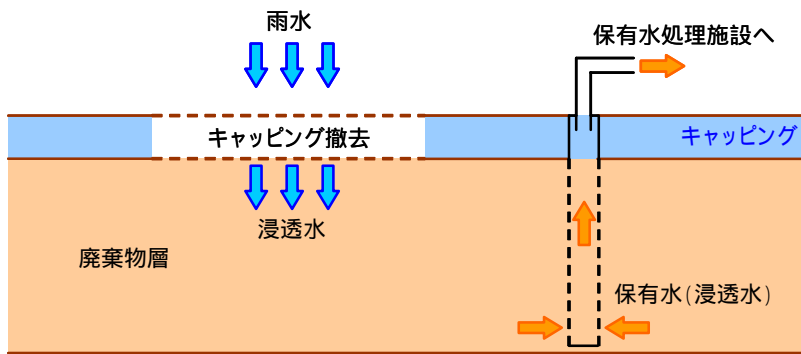 雨水
保有水処理施設へ
キャッピング撤去
キャッピング
浸透水
廃棄物層
保有水(浸透水)